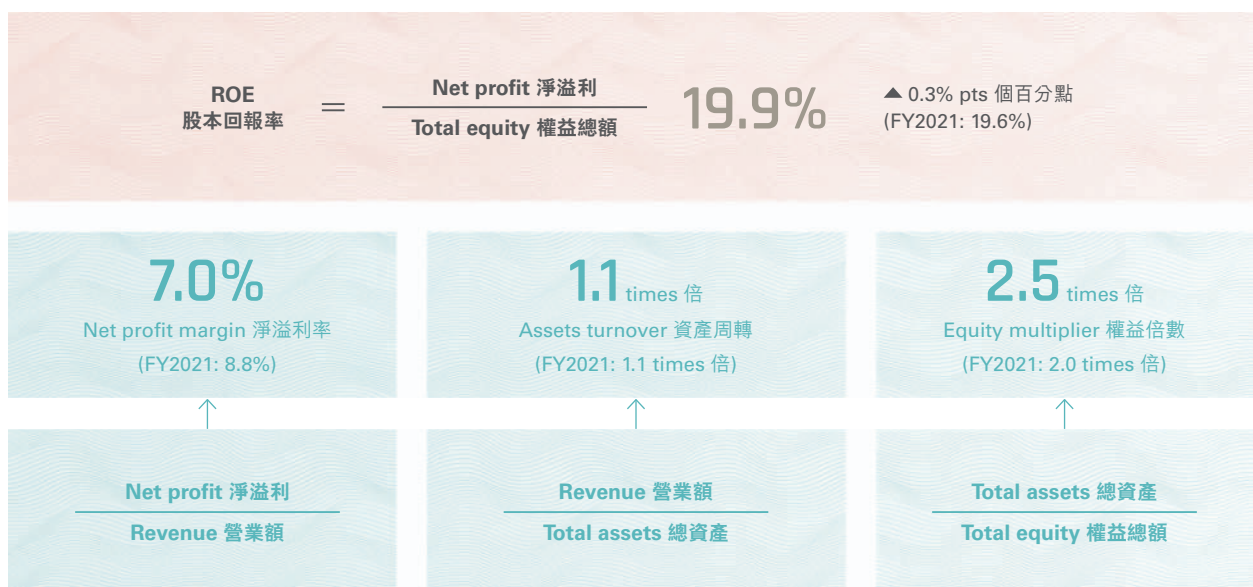 ROE
股本回報率
=
Net profit 淨溢利
Total equity 權益總額
19.9%
▲ 0.3% pts 個百分點
(FY2021: 19.6%)
7.0%
Net profit margin 淨溢利率
(FY2021: 8.8%)
1.1 times 倍
Assets turnover 資產周轉
(FY2021: 1.1 times 倍)
2.5 times 倍
Equity multiplier 權益倍數
(FY2021: 2.0 times 倍)
Net profit 淨溢利
Revenue 營業額
Revenue 營業額
Total assets 總資產
Total assets 總資產
Total equity 權益總額